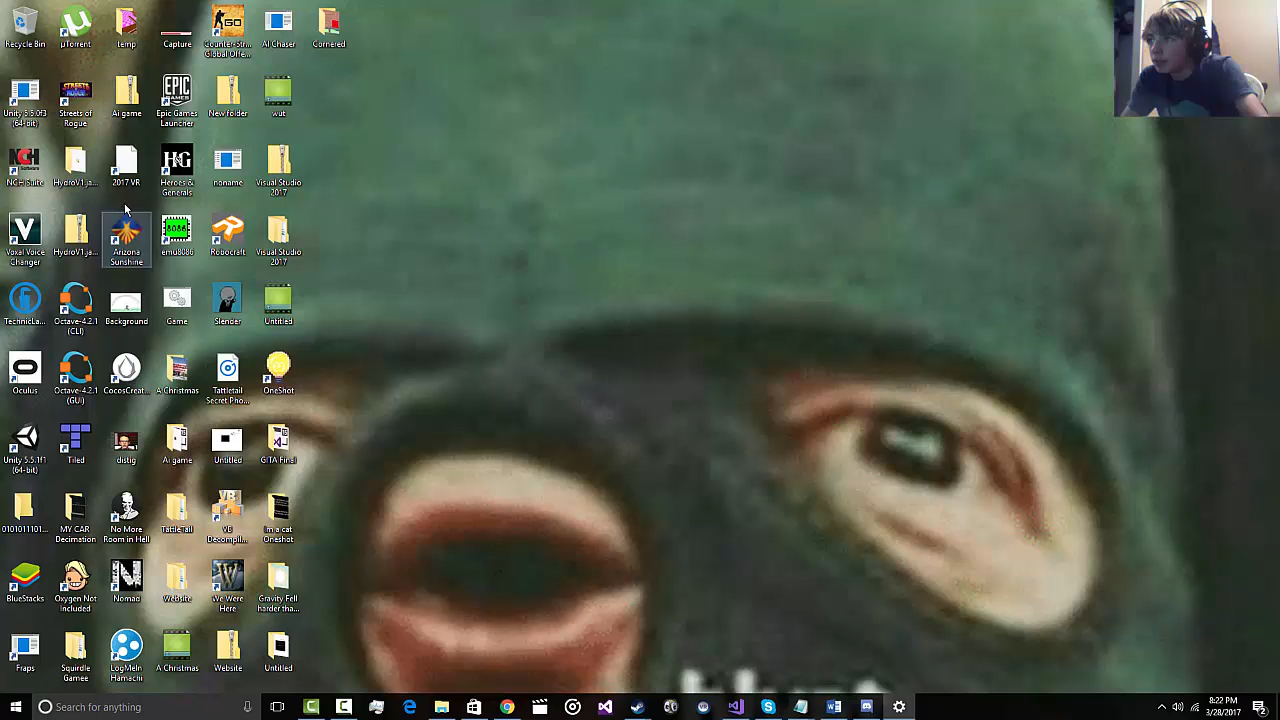 Recycle Bin
µTorrent
temp
Capture
Counter-Str...
Global Offe...
AI Chaser
Cornered
Unity 5.5.0f3
(64-bit)
Streets of
Rogue
Ai game
Epic Games
Launcher
New folder
wut
NCH Suite
HydroV1.ja...
2017 VR
Heroes &
Generals
noname
Visual Studio
2017
Voxal Voice
Changer
HydroV1.ja...
Arizona
Sunshine
emu8086
Robocraft
Visual Studio
2017
TechnicLa...
Octave-4.2.1
(CLI)
Background
Game
Slender
Untitled
Oculus
Octave-4.2.1
(GUI)
CocosCreat...
A Christmas
Tattletail
Secret Pho...
OneShot
Unity 5.5.1f1
(64-bit)
Tiled
distig
Ai game
Untitled
GITA Final
0101011101...
MY CAR
Decimation
No More
Room in Hell
TattleTail
VB
Decompil...
Im a cat
Oneshot
BlueStacks
Oxygen Not
Included
Nomad
Website
We Were
Here
Gravity Fell
harder tha...
Fraps
Squirdle
Gamee
LogMeIn
Hamachi
A Christmas
Website
Untitled
Search for anything
8:22 PM
3/28/2017